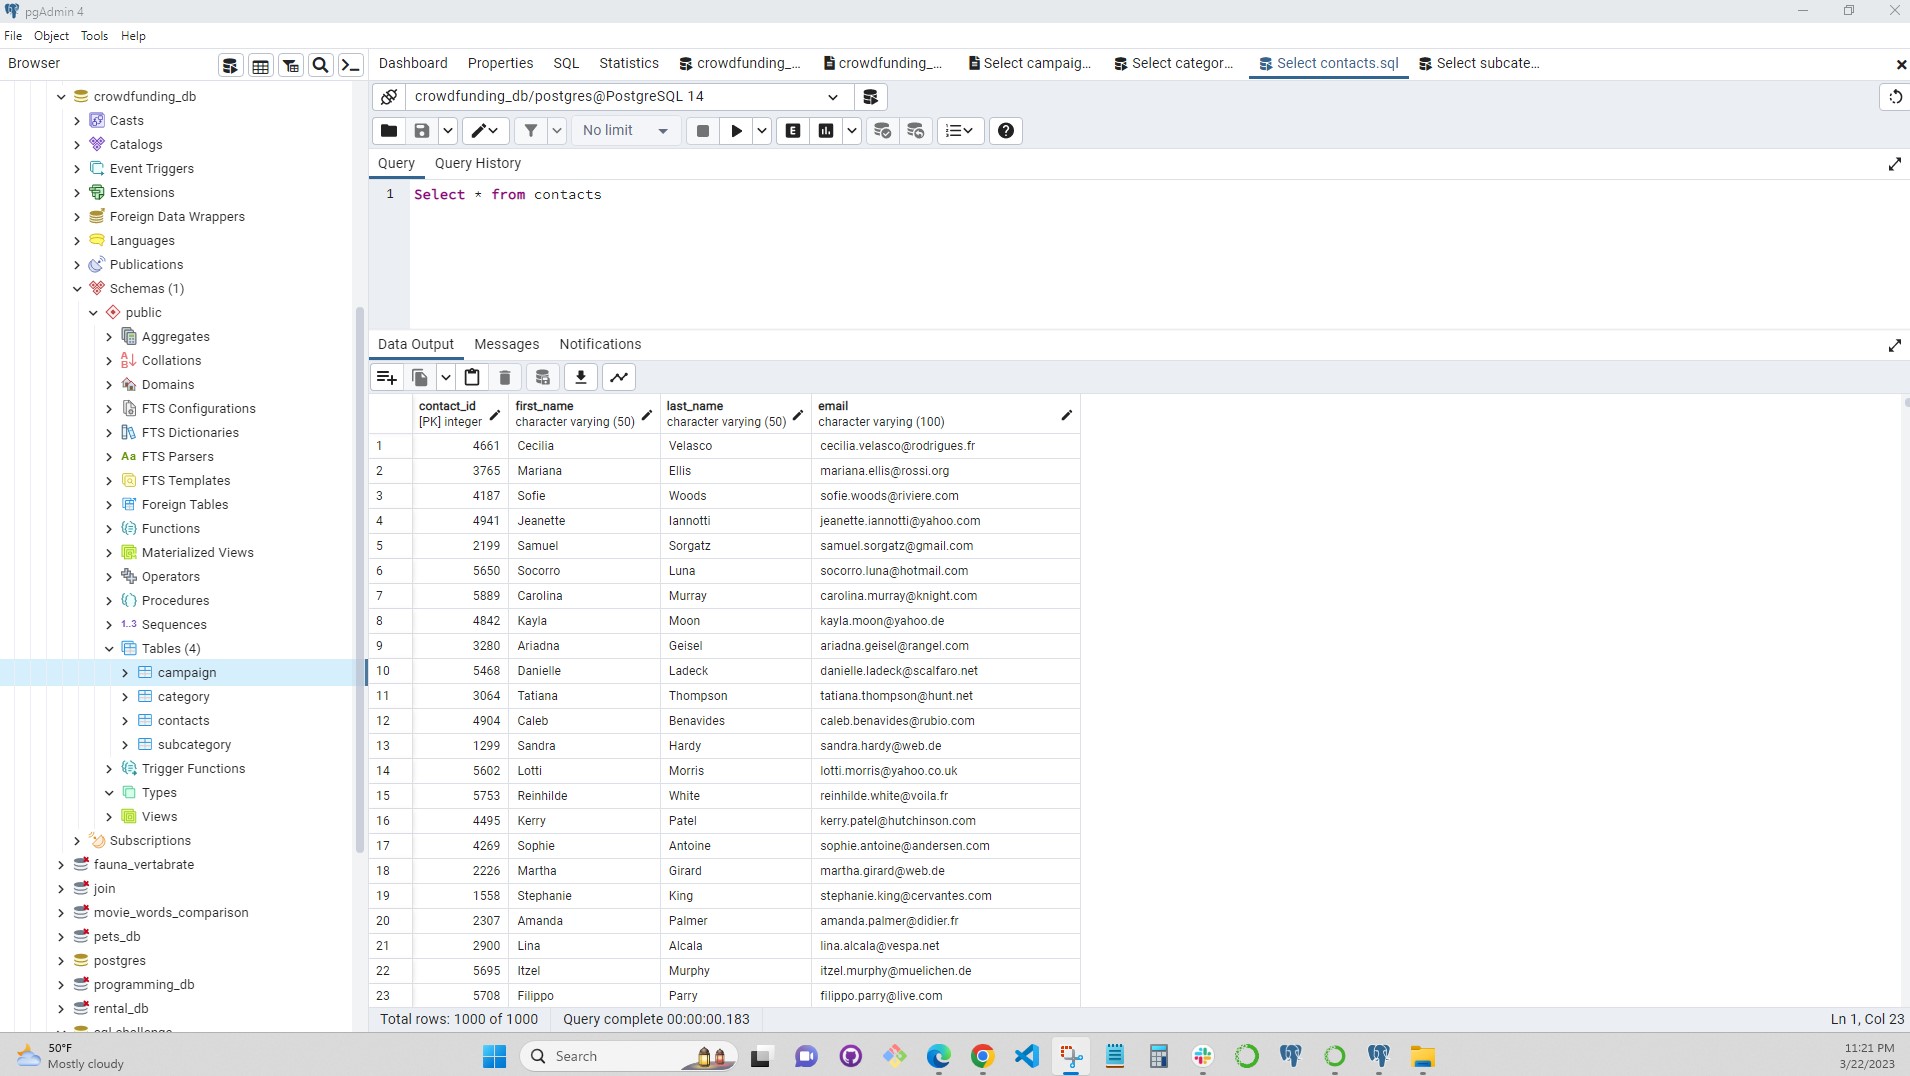 pgAdmin 4
File Object Tools Help
Browser
Dashboard Properties SQL Statistics crowdfunding_... crowdfunding_... Select campaig... Select categor... Select contacts.sql Select subcate...
crowdfunding_db/postgres@PostgreSQL 14
No limit
E
Query Query History
1 Select * from contacts
crowdfunding_db
Casts
Catalogs
Event Triggers
Extensions
Foreign Data Wrappers
Languages
Publications
Schemas (1)
public
Aggregates
Collations
Domains
FTS Configurations
FTS Dictionaries
Aa FTS Parsers
FTS Templates
Foreign Tables
Functions
Materialized Views
Operators
Procedures
1..3 Sequences
Tables (4)
campaign
category
contacts
subcategory
Trigger Functions
Types
Views
Subscriptions
fauna_vertabrate
join
movie_words_comparison
pets_db
postgres
programming_db
rental_db
Data Output Messages Notifications
contact_id first_name last_name email
[PK] integer character varying (50) character varying (50) character varying (100)
1 4661 Cecilia Velasco cecilia.velasco@rodrigues.fr
2 3765 Mariana Ellis mariana.ellis@rossi.org
3 4187 Sofie Woods sofie.woods@riviere.com
4 4941 Jeanette Iannotti jeanette.iannotti@yahoo.com
5 2199 Samuel Sorgatz samuel.sorgatz@gmail.com
6 5650 Socorro Luna socorro.luna@hotmail.com
7 5889 Carolina Murray carolina.murray@knight.com
8 4842 Kayla Moon kayla.moon@yahoo.de
9 3280 Ariadna Geisel ariadna.geisel@rangel.com
10 5468 Danielle Ladeck danielle.ladeck@scalfaro.net
11 3064 Tatiana Thompson tatiana.thompson@hunt.net
12 4904 Caleb Benavides caleb.benavides@rubio.com
13 1299 Sandra Hardy sandra.hardy@web.de
14 5602 Lotti Morris lotti.morris@yahoo.co.uk
15 5753 Reinhilde White reinhilde.white@voila.fr
16 4495 Kerry Patel kerry.patel@hutchinson.com
17 4269 Sophie Antoine sophie.antoine@andersen.com
18 2226 Martha Girard martha.girard@web.de
19 1558 Stephanie King stephanie.king@cervantes.com
20 2307 Amanda Palmer amanda.palmer@didier.fr
21 2900 Lina Alcala lina.alcala@vespa.net
22 5695 Itzel Murphy itzel.murphy@muelichen.de
23 5708 Filippo Parry filippo.parry@live.com
Total rows: 1000 of 1000 Query complete 00:00:00.183 Ln 1, Col 23
50°F
Mostly cloudy
Search
11:21 PM
3/22/2023